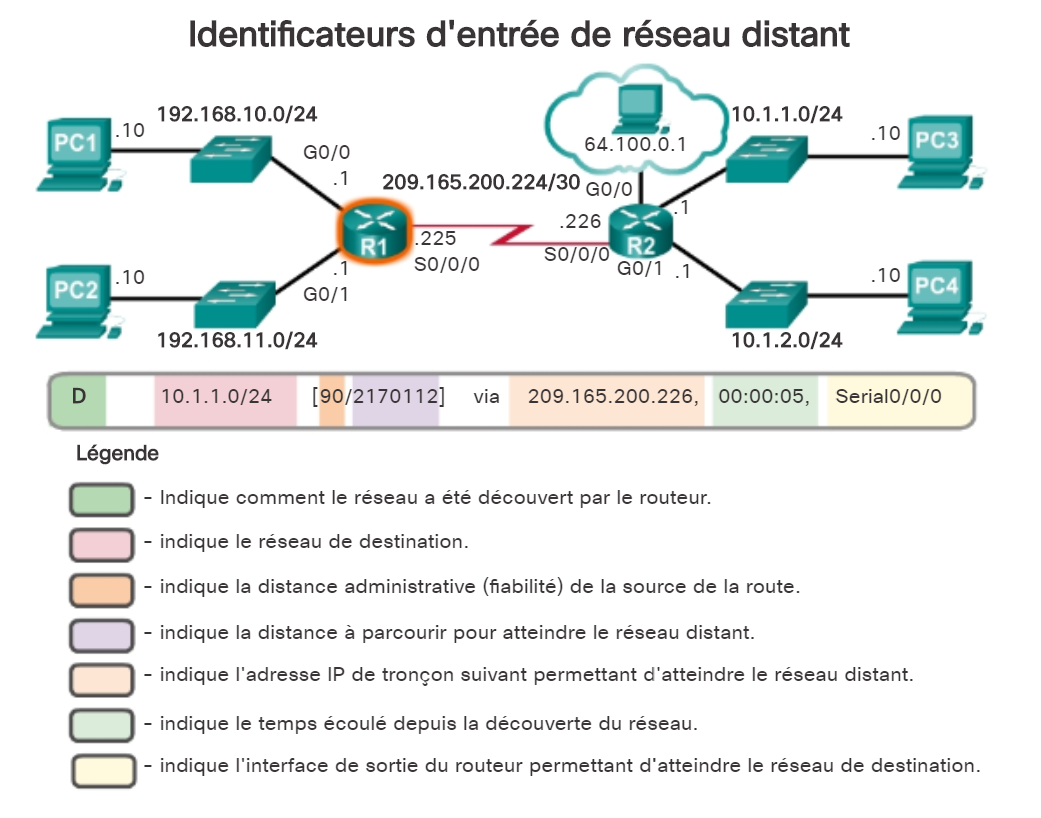 Identificateurs d'entrée de réseau distant
192.168.10.0/24
10.1.1.0/24
PC1
.10
64.100.0.1
.10
PC3
G0/0
.1
209.165.200.224/30
G0/0
.1
R1
.225
.226
R2
S0/0/0
S0/0/0
G0/1
.1
.1
G0/1
PC2
.10
.10
PC4
192.168.11.0/24
10.1.2.0/24
D 10.1.1.0/24 [90/2170112] via 209.165.200.226, 00:00:05, Serial0/0/0
Légende
- Indique comment le réseau a été découvert par le routeur.
- indique le réseau de destination.
- indique la distance administrative (fiabilité) de la source de la route.
- indique la distance à parcourir pour atteindre le réseau distant.
- indique l'adresse IP de tronçon suivant permettant d'atteindre le réseau distant.
- indique le temps écoulé depuis la découverte du réseau.
- indique l'interface de sortie du routeur permettant d'atteindre le réseau de destination.